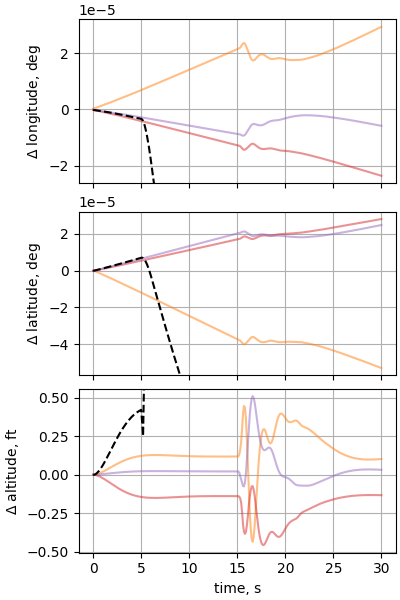 1e−5
2
0
−2
Δ longitude, deg
1e−5
2
0
−2
−4
Δ latitude, deg
0.50
0.25
0.00
−0.25
−0.50
Δ altitude, ft
0 5 10 15 20 25 30
time, s